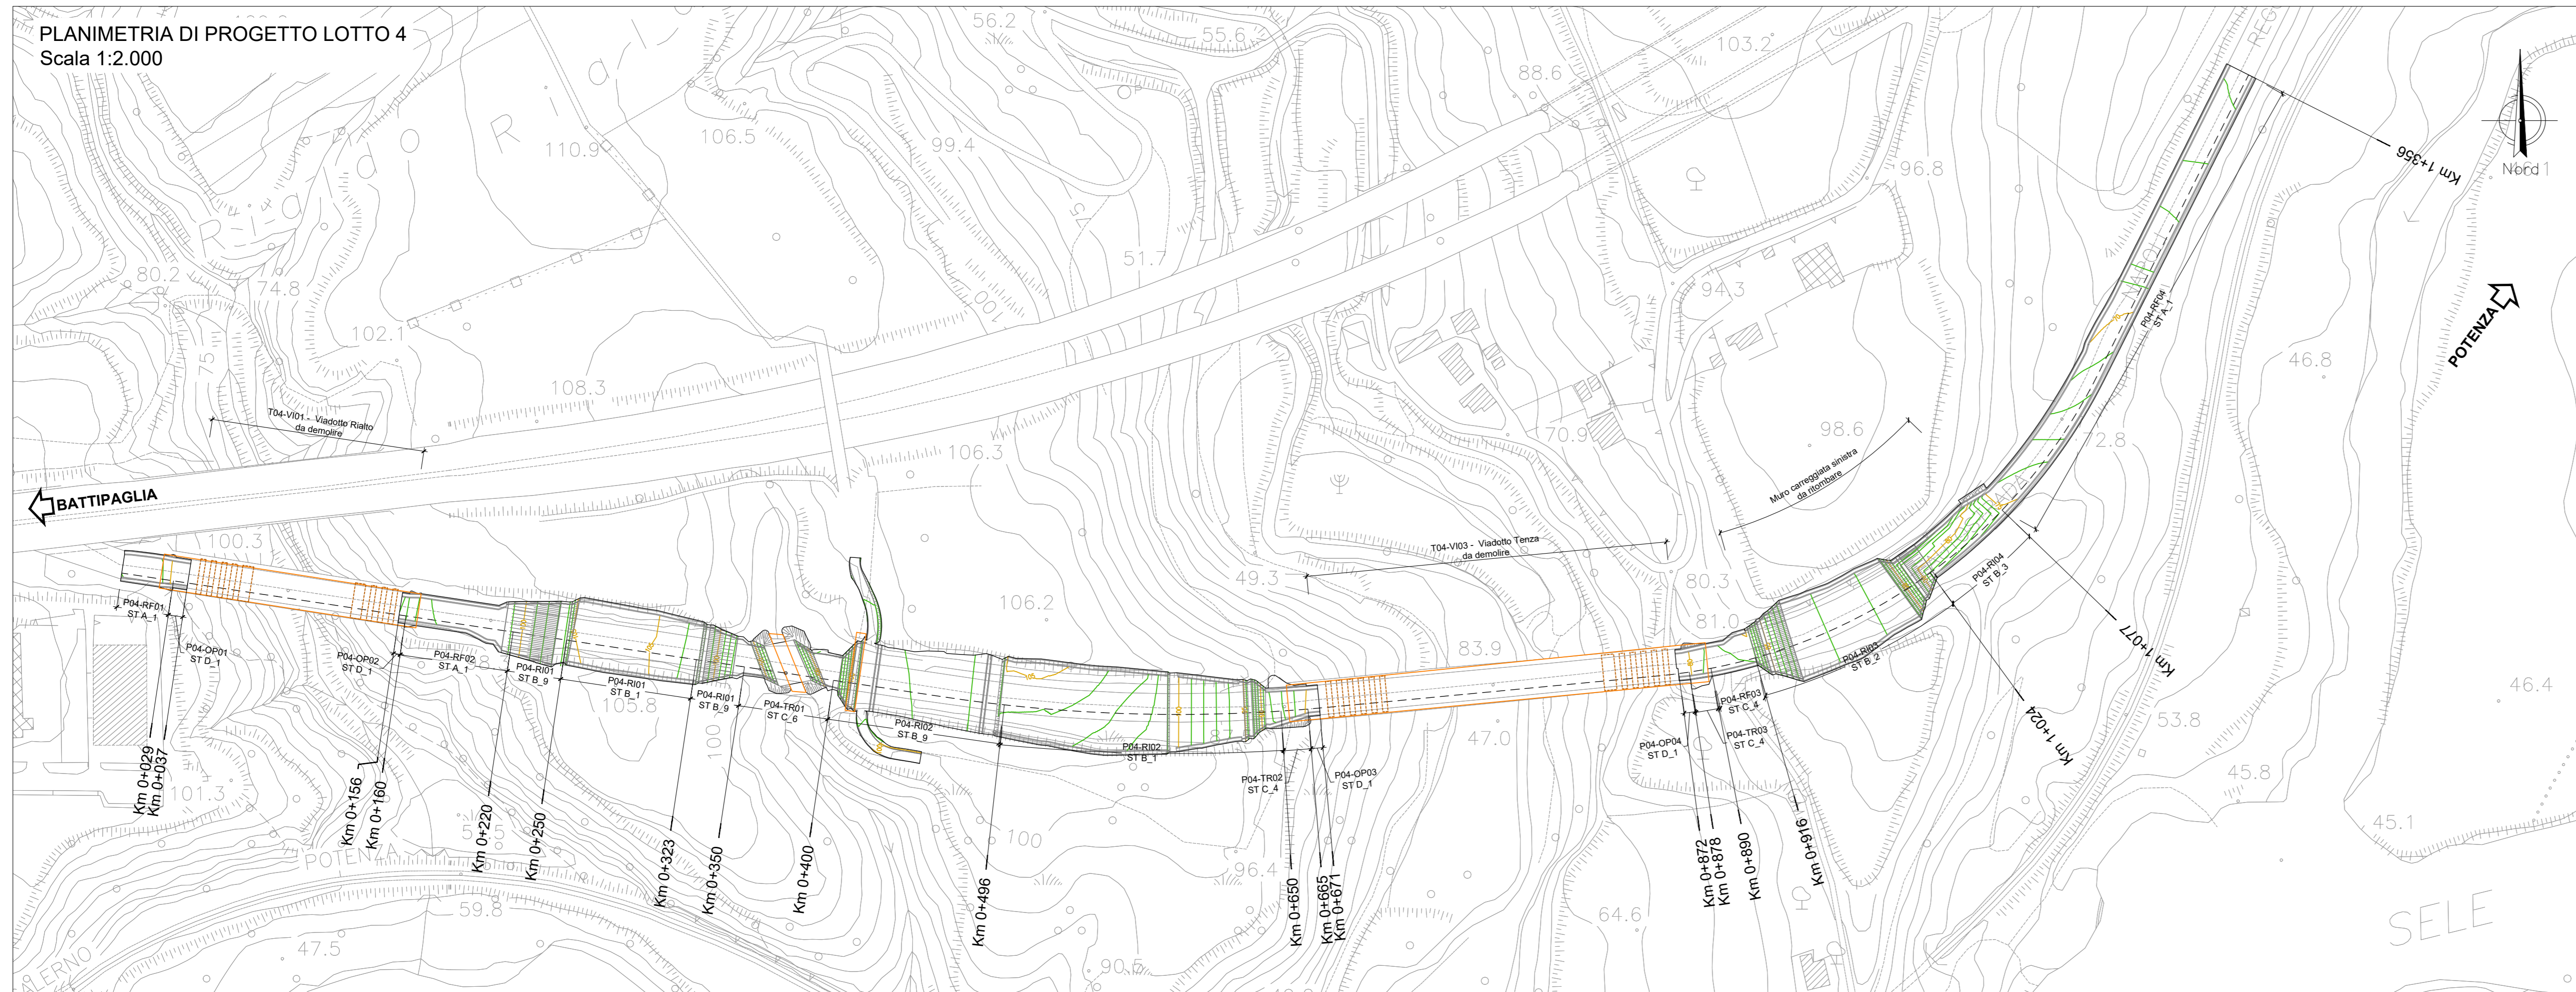 PLANIMETRIA DI PROGETTO LOTTO 4
Scala 1:2.000
56.2
55.6
103.2
88.6
110.9
106.5
99.4
96.8
Nord
80.2
74.8
75
75
100
51.7
94.3
102.1
108.3
46.8
POTENZA
T04-VI01 - Viadotto Rialto
da demolire
BATTIPAGLIA
106.3
70.9
98.6
72.8
Muro carreggiata sinistra
da ritombare
T04-VI03 - Viadotto Tenza
da demolire
49.3
80.3
81.0
83.9
100.3
106.2
105.8
47.0
46.4
53.8
45.8
45.1
101.3
P04-RF01
ST A_1
P04-OP01
ST D_1
P04-OP02
ST D_1
P04-RF02
ST A_1
P04-RI01
ST B_9
P04-RI01
ST B_1
P04-RI01
ST B_9
P04-TR01
ST C_6
P04-RI02
ST B_9
P04-RI02
ST B_1
P04-TR02
ST C_4
P04-OP03
ST D_1
P04-OP04
ST D_1
P04-TR03
ST C_4
P04-RF03
ST C_4
P04-RI03
ST B_2
P04-RI04
ST B_3
P04-RF04
ST A_1
Km 0+029
Km 0+037
Km 0+156
Km 0+160
Km 0+220
Km 0+250
Km 0+323
Km 0+350
Km 0+400
Km 0+496
Km 0+650
Km 0+665
Km 0+671
Km 0+872
Km 0+878
Km 0+890
Km 0+916
Km 1+024
Km 1+077
Km 1+356
100
100
96.4
90.5
64.6
POTENZA
59.8
47.5
SELE